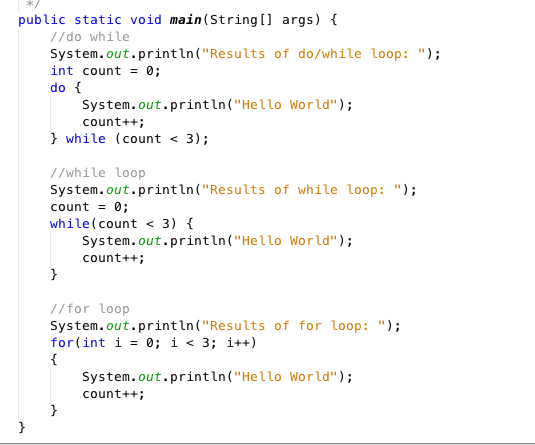 */
public static void main(String[] args) {
    //do while
    System.out.println("Results of do/while loop: ");
    int count = 0;
    do {
        System.out.println("Hello World");
        count++;
    } while (count < 3);

    //while loop
    System.out.println("Results of while loop: ");
    count = 0;
    while(count < 3) {
        System.out.println("Hello World");
        count++;
    }

    //for loop
    System.out.println("Results of for loop: ");
    for(int i = 0; i < 3; i++)
    {
        System.out.println("Hello World");
        count++;
    }
}